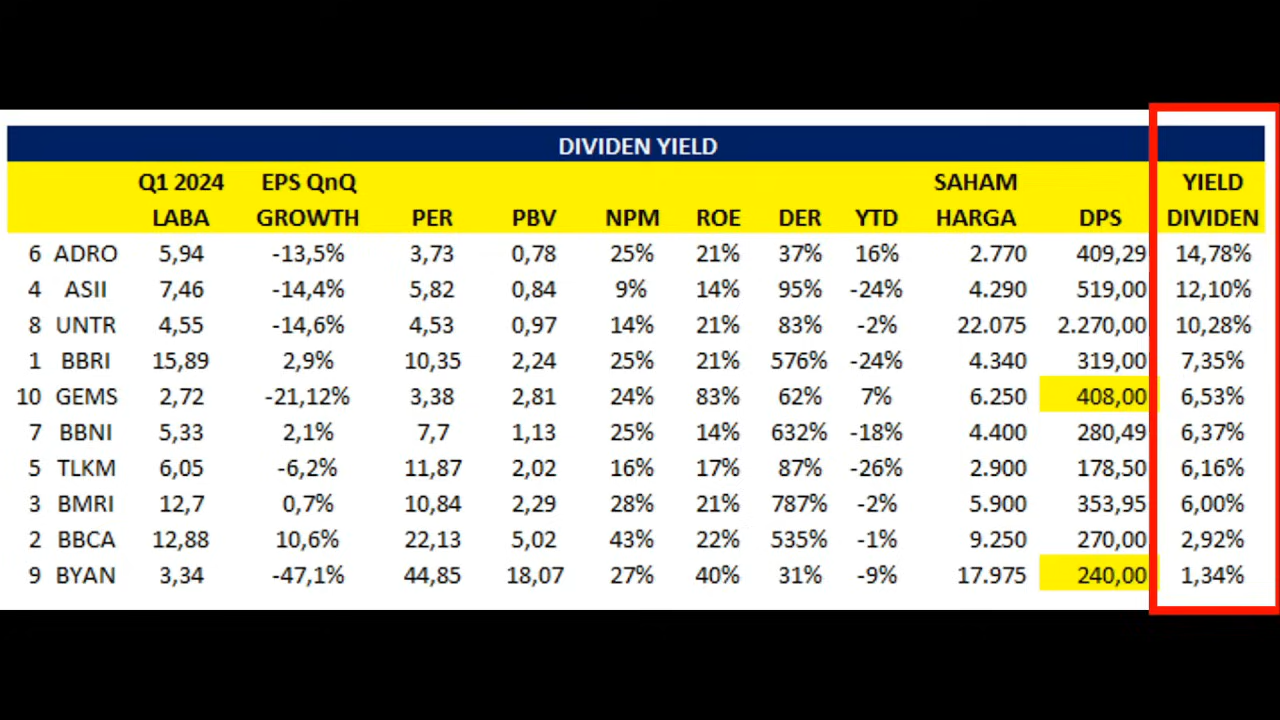 DIVIDEN YIELD
Q1 2024 EPS QnQ SAHAM YIELD
LABA GROWTH PER PBV NPM ROE DER YTD HARGA DPS DIVIDEN
6 ADRO 5,94 -13,5% 3,73 0,78 25% 21% 37% 16% 2.770 409,29 14,78%
4 ASII 7,46 -14,4% 5,82 0,84 9% 14% 95% -24% 4.290 519,00 12,10%
8 UNTR 4,55 -14,6% 4,53 0,97 14% 21% 83% -2% 22.075 2.270,00 10,28%
1 BBRI 15,89 2,9% 10,35 2,24 25% 21% 576% -24% 4.340 319,00 7,35%
10 GEMS 2,72 -21,12% 3,38 2,81 24% 83% 62% 7% 6.250 408,00 6,53%
7 BBNI 5,33 2,1% 7,7 1,13 25% 14% 632% -18% 4.400 280,49 6,37%
5 TLKM 6,05 -6,2% 11,87 2,02 16% 17% 87% -26% 2.900 178,50 6,16%
3 BMRI 12,7 0,7% 10,84 2,29 28% 21% 787% -2% 5.900 353,95 6,00%
2 BBCA 12,88 10,6% 22,13 5,02 43% 22% 535% -1% 9.250 270,00 2,92%
9 BYAN 3,34 -47,1% 44,85 18,07 27% 40% 31% -9% 17.975 240,00 1,34%